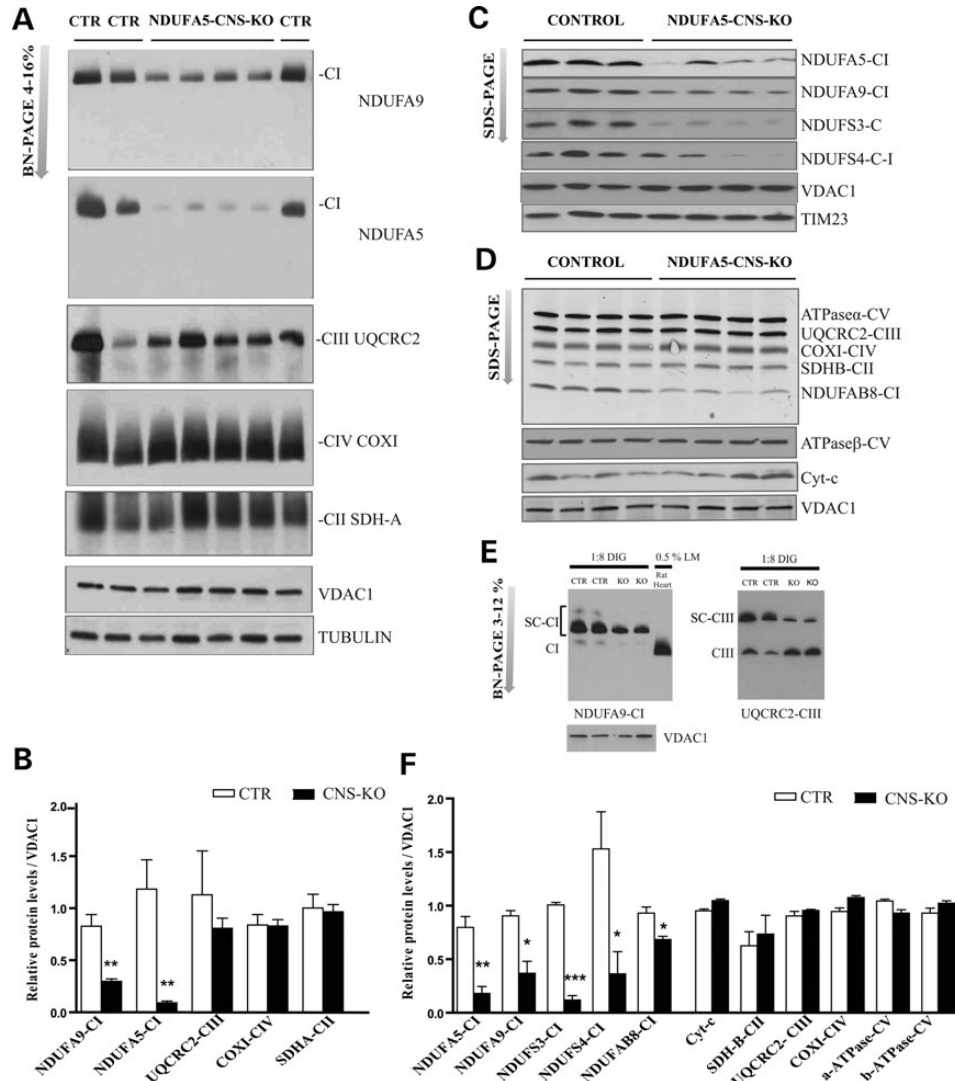 A
CTR CTR NDUFA5-CNS-KO CTR
BN-PAGE 4-16%
-CI
NDUFA9
-CI
NDUFA5
-CIII UQCRC2
-CIV COXI
-CII SDH-A
VDAC1
TUBULIN
C
CONTROL NDUFA5-CNS-KO
SDS-PAGE
NDUFA5-CI
NDUFA9-CI
NDUFS3-C
NDUFS4-C-I
VDAC1
TIM23
D
CONTROL NDUFA5-CNS-KO
SDS-PAGE
ATPaseα-CV
UQCRC2-CIII
COXI-CIV
SDHB-CII
NDUFAB8-CI
ATPaseβ-CV
Cyt-c
VDAC1
E
1:8 DIG 0.5 % LM
CTR CTR KO KO Rat Heart
BN-PAGE 3-12 %
SC-CI
CI
NDUFA9-CI
VDAC1
1:8 DIG
CTR CTR KO KO
SC-CIII
CIII
UQCRC2-CIII
B
CTR CNS-KO
Relative protein levels / VDAC1
2.0
1.5
1.0
0.5
0.0
** **
NDUFA9-CI NDUFA5-CI UQCRC2-CIII COXI-CIV SDHA-CII
F
CTR CNS-KO
Relative protein levels / VDAC1
2.0
1.5
1.0
0.5
0.0
** * *** * *
NDUFA5-CI NDUFA9-CI NDUFS3-CI NDUFS4-CI NDUFAB8-CI Cyt-c SDH-B-CII UQCRC2- CIII COXI-CIV a-ATPase-CV b-ATPase-CV